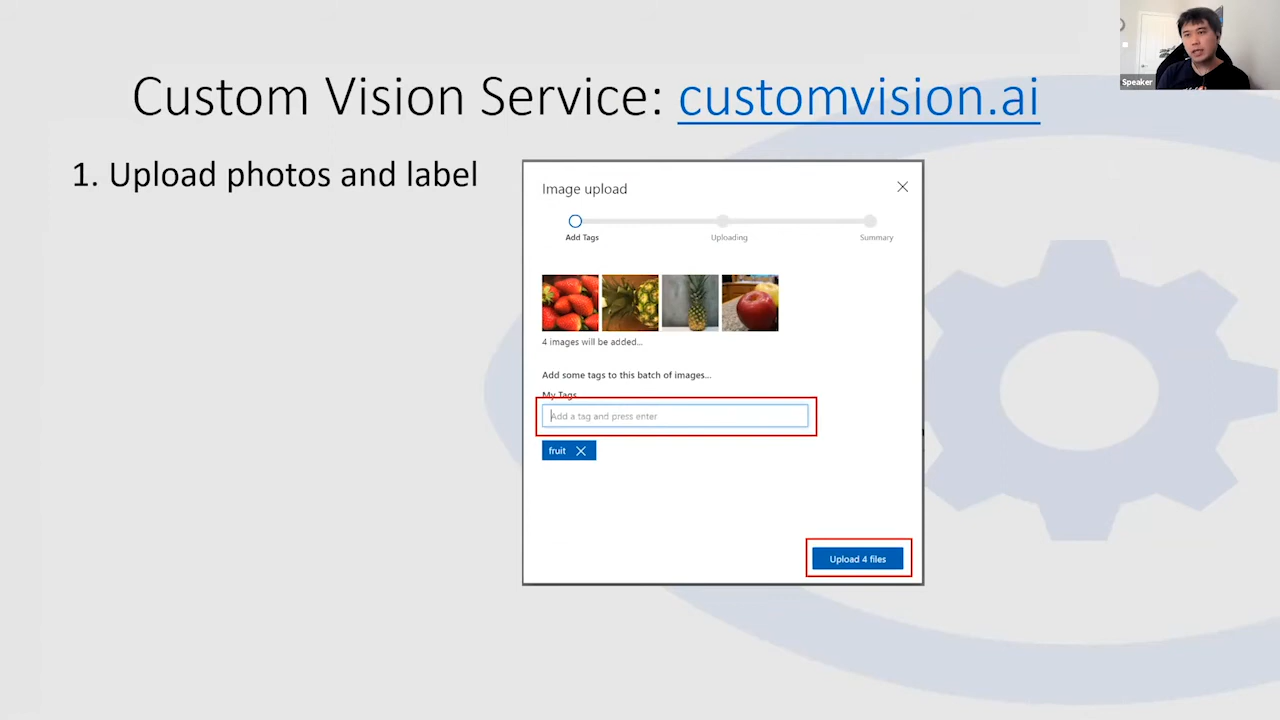 Speaker
Custom Vision Service: customvision.ai
1. Upload photos and label
Image upload
Add Tags Uploading Summary
4 images will be added...
Add some tags to this batch of images...
My Tags
Add a tag and press enter
fruit
Upload 4 files